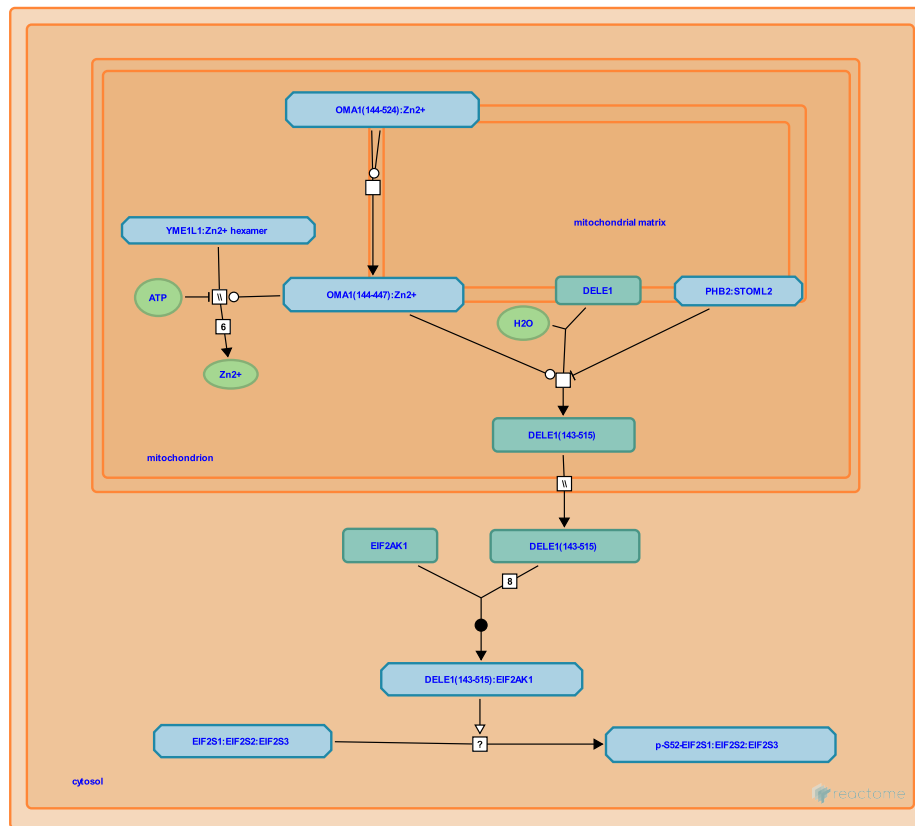 OMA1(144-524):Zn2+
mitochondrial matrix
YME1L1:Zn2+ hexamer
ATP
\\
OMA1(144-447):Zn2+
DELE1
PHB2:STOML2
H2O
6
Zn2+
DELE1(143-515)
mitochondrion
\\
EIF2AK1
DELE1(143-515)
8
DELE1(143-515):EIF2AK1
EIF2S1:EIF2S2:EIF2S3
?
p-S52-EIF2S1:EIF2S2:EIF2S3
cytosol
reactome